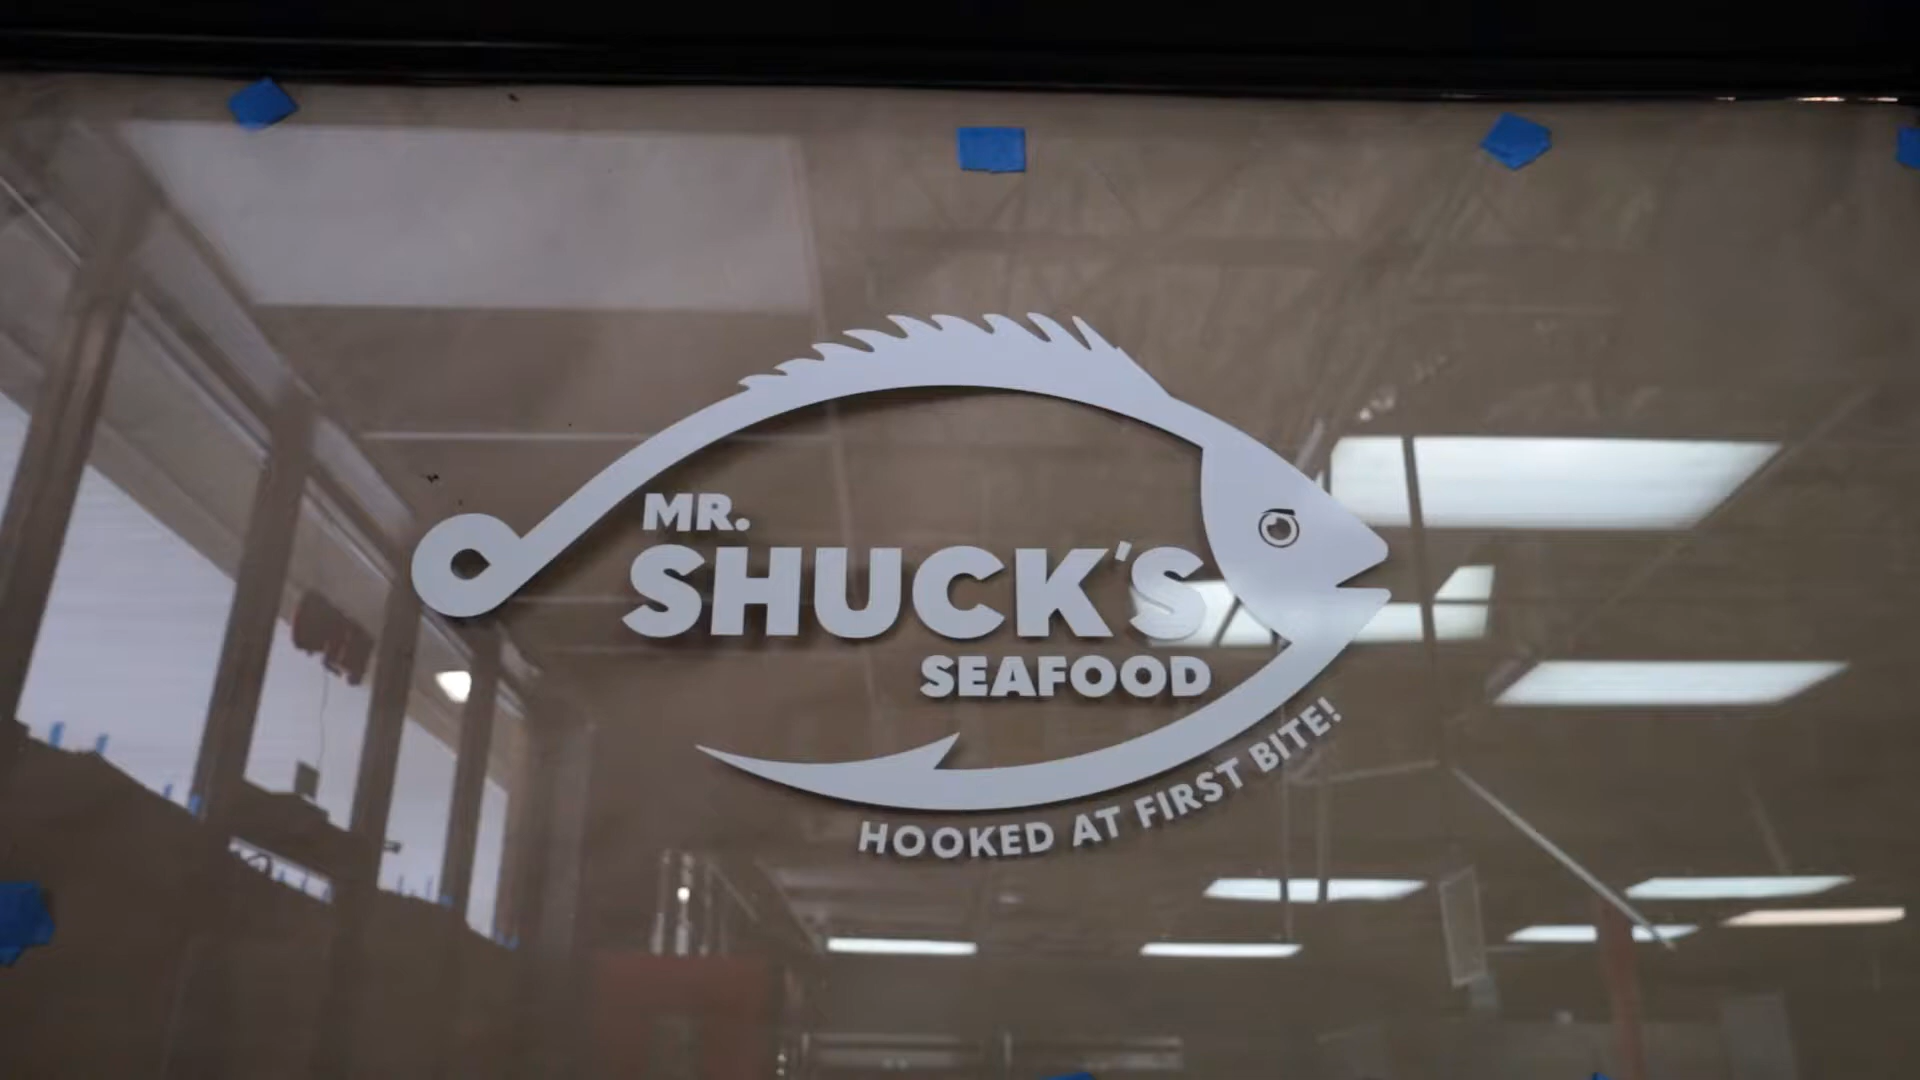 MR.
SHUCK'S
SEAFOOD
HOOKED AT FIRST BITE!